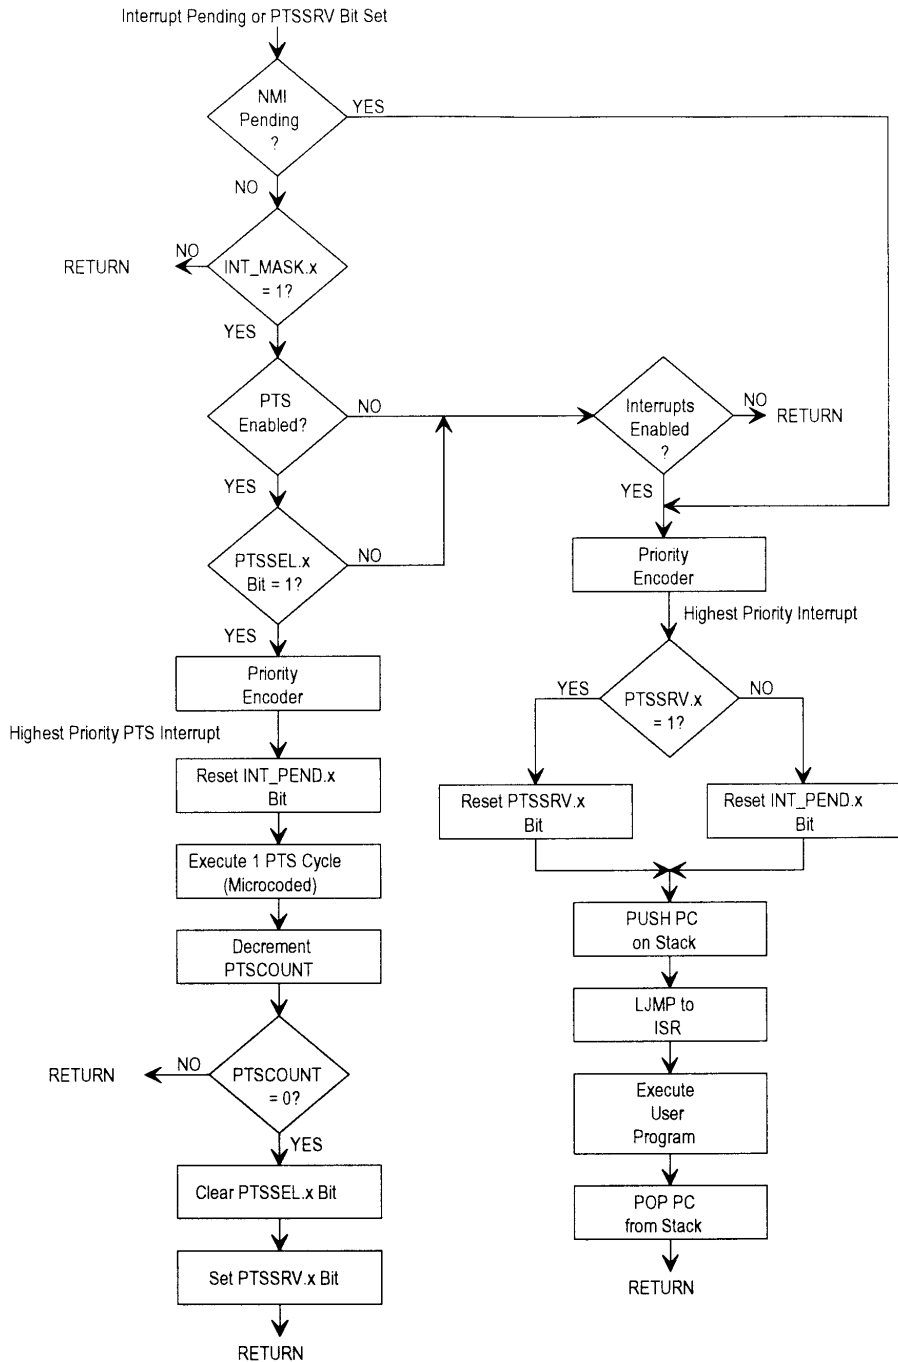 Interrupt Pending or PTSSRV Bit Set
NMI
Pending
?
YES
NO
INT_MASK.x
= 1?
NO
RETURN
YES
PTS
Enabled?
NO
YES
Interrupts
Enabled
?
NO
RETURN
YES
PTSSEL.x
Bit = 1?
NO
YES
Priority
Encoder
Highest Priority Interrupt
Priority
Encoder
Highest Priority PTS Interrupt
PTSSRV.x
= 1?
YES
NO
Reset INT_PEND.x
Bit
Reset PTSSRV.x
Bit
Reset INT_PEND.x
Bit
Execute 1 PTS Cycle
(Microcoded)
Decrement
PTSCOUNT
PUSH PC
on Stack
LJMP to
ISR
PTSCOUNT
= 0?
NO
RETURN
YES
Execute
User
Program
Clear PTSSEL.x Bit
POP PC
from Stack
Set PTSSRV.x Bit
RETURN
RETURN